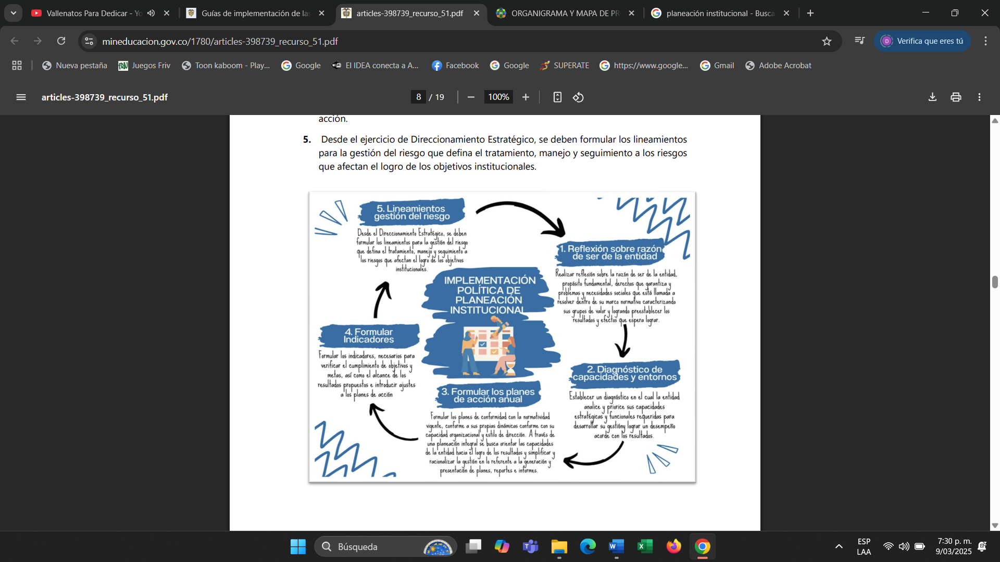 Vallenatos Para Dedicar - Yo
Guías de implementación de las
articles-398739_recurso_51.pdf
ORGANIGRAMA Y MAPA DE PR
planeación institucional - Busca
mineducacion.gov.co/1780/articles-398739_recurso_51.pdf
Verifica que eres tú
Nueva pestaña
Juegos Friv
Toon kaboom - Play...
Google
El IDEA conecta a A...
Facebook
Google
SUPERATE
https://www.google...
Gmail
Adobe Acrobat
articles-398739_recurso_51.pdf
8 / 19
100%
acción.
5. Desde el ejercicio de Direccionamiento Estratégico, se deben formular los lineamientos
para la gestión del riesgo que defina el tratamiento, manejo y seguimiento a los riesgos
que afectan el logro de los objetivos institucionales.
5. Lineamientos
gestión del riesgo
Desde el Direccionamiento Estratégico, se deben
formular los lineamientos para la gestión del riesgo
que defina el tratamiento, manejo y seguimiento a
los riesgos que afectan el logro de los objetivos
institucionales.
1. Reflexión sobre razón
de ser de la entidad
Realizar reflexión sobre la razón de ser de la entidad,
propósito fundamental, derechos que garantiza y
problemas y necesidades sociales que está llamada a
resolver dentro de su marco normativo caracterizando
sus grupos de valor y logrando preestablecer los
resultados y efectos que espera lograr.
IMPLEMENTACIÓN
POLÍTICA DE
PLANEACIÓN
INSTITUCIONAL
4. Formular
Indicadores
Formular los indicadores, necesarios para
verificar el cumplimiento de objetivos y
metas, así como el alcance de los
resultados propuestos e introducir ajustes
a los planes de acción
2. Diagnóstico de
capacidades y entornos
Establecer un diagnóstico en el cual la entidad
analice y priorice sus capacidades
estratégicas y funcionales requeridas para
desarrollar su gestióny lograr un desempeño
acorde con los resultados.
3. Formular los planes
de acción anual
Formular los planes de conformidad con la normatividad
vigente, conforme a sus propias dinámicas conforme con su
capacidad organizacional y estilo de dirección. A través de
una planeación integral se busca orientar las capacidades
de la entidad hacia el logro de los resultados y simplificar y
racionalizar la gestión en lo referente a la generación y
presentación de planes, reportes e informes.
Búsqueda
ESP
LAA
7:30 p. m.
9/03/2025